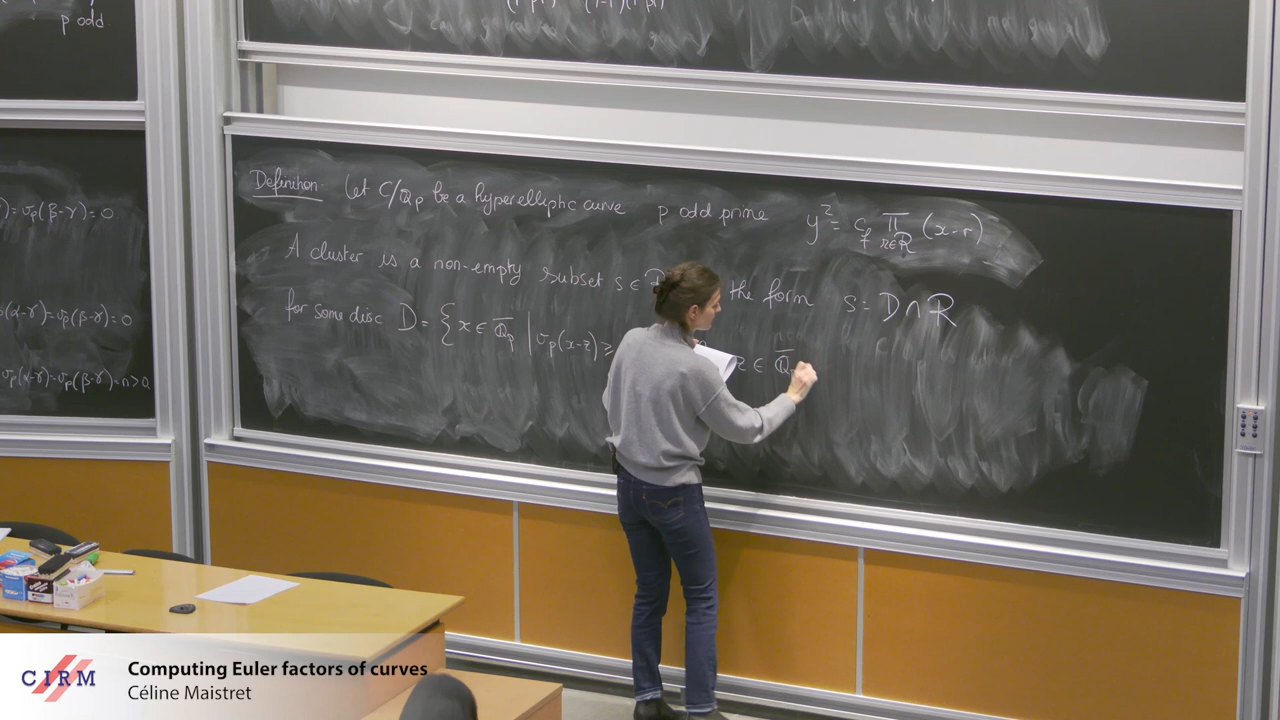 p odd
) = v_p(β-γ) = 0
(α-γ) = v_p(β-γ) = 0
v_p(α-γ) = v_p(β-γ) = n > 0
Definition. Let C/ℚ_p be a hyperelliptic curve p odd prime y² = c_f ∏_{r∈R} (x-r)
A cluster is a non-empty subset s ∈ the form s = D ∩ R
for some disc D = { x ∈ ℚ̄_p | v_p(x-z) ≥ z ∈ ℚ̄
CIRM
Computing Euler factors of curves
Céline Maistret